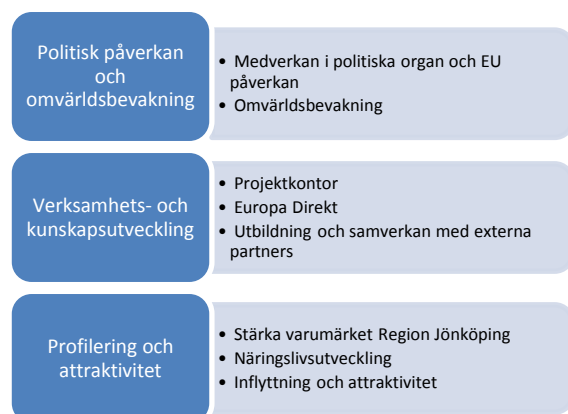 Politisk påverkan
och
omvärldsbevakning
• Medverkan i politiska organ och EU
påverkan
• Omvärldsbevakning
Verksamhets- och
kunskapsutveckling
• Projektkontor
• Europa Direkt
• Utbildning och samverkan med externa
partners
Profilering och
attraktivitet
• Stärka varumärket Region Jönköping
• Näringslivsutveckling
• Inflyttning och attraktivitet